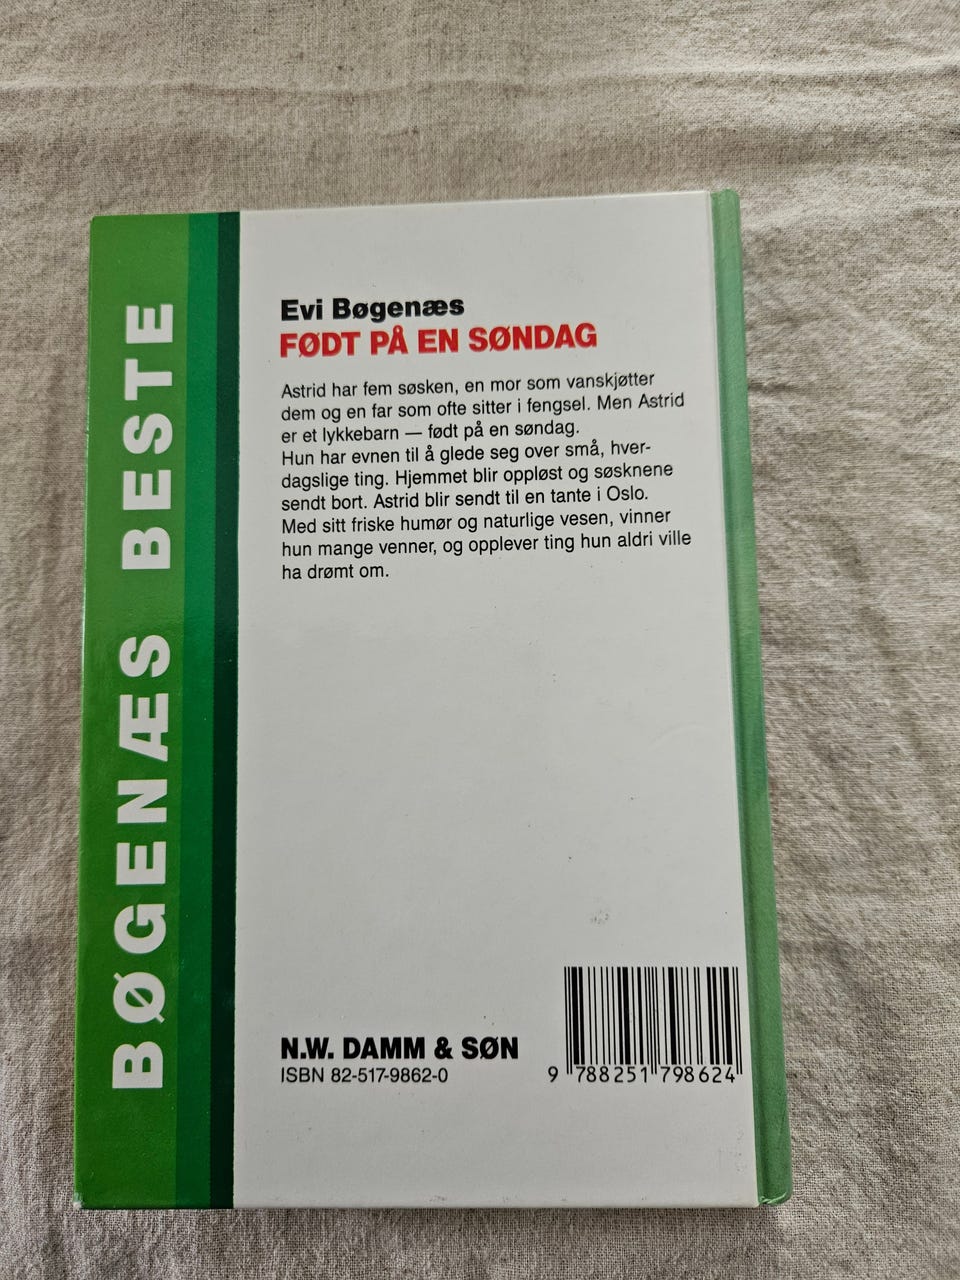 BØGENÆS BESTE
Evi Bøgenæs
FØDT PÅ EN SØNDAG
Astrid har fem søsken, en mor som vanskjøtter
dem og en far som ofte sitter i fengsel. Men Astrid
er et lykkebarn — født på en søndag.
Hun har evnen til å glede seg over små, hver-
dagslige ting. Hjemmet blir oppløst og søsknene
sendt bort. Astrid blir sendt til en tante i Oslo.
Med sitt friske humør og naturlige vesen, vinner
hun mange venner, og opplever ting hun aldri ville
ha drømt om.
N.W. DAMM & SØN
ISBN 82-517-9862-0
9 788251 798624